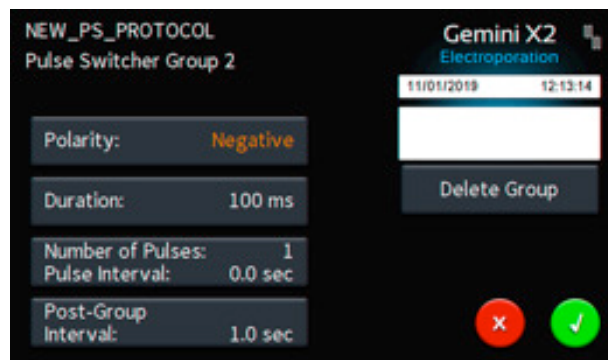 NEW_PS_PROTOCOL
Pulse Switcher Group 2
Gemini X2
Electroporation
11/01/2019 12:13:14
Polarity: Negative
Duration: 100 ms
Number of Pulses: 1
Pulse Interval: 0.0 sec
Post-Group
Interval: 1.0 sec
Delete Group